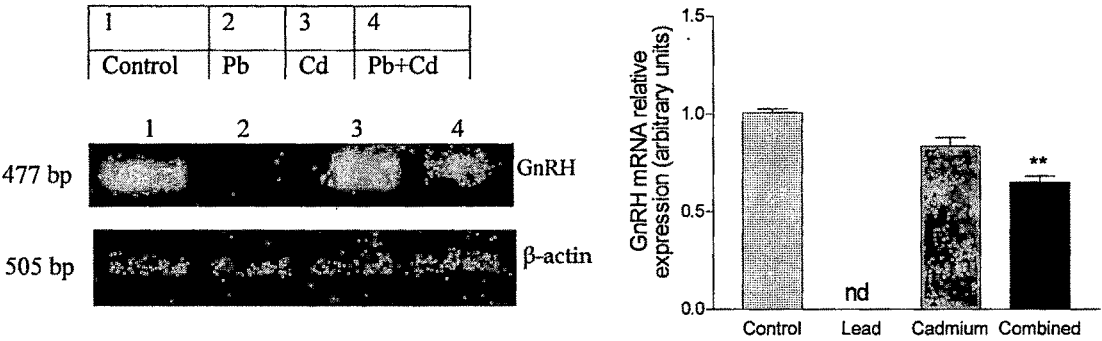 1 2 3 4
Control Pb Cd Pb+Cd
1 2 3 4
477 bp GnRH
505 bp β-actin
GnRH mRNA relative
expression (arbitrary units)
1.5
1.0
0.5
0.0
nd
**
Control Lead Cadmium Combined